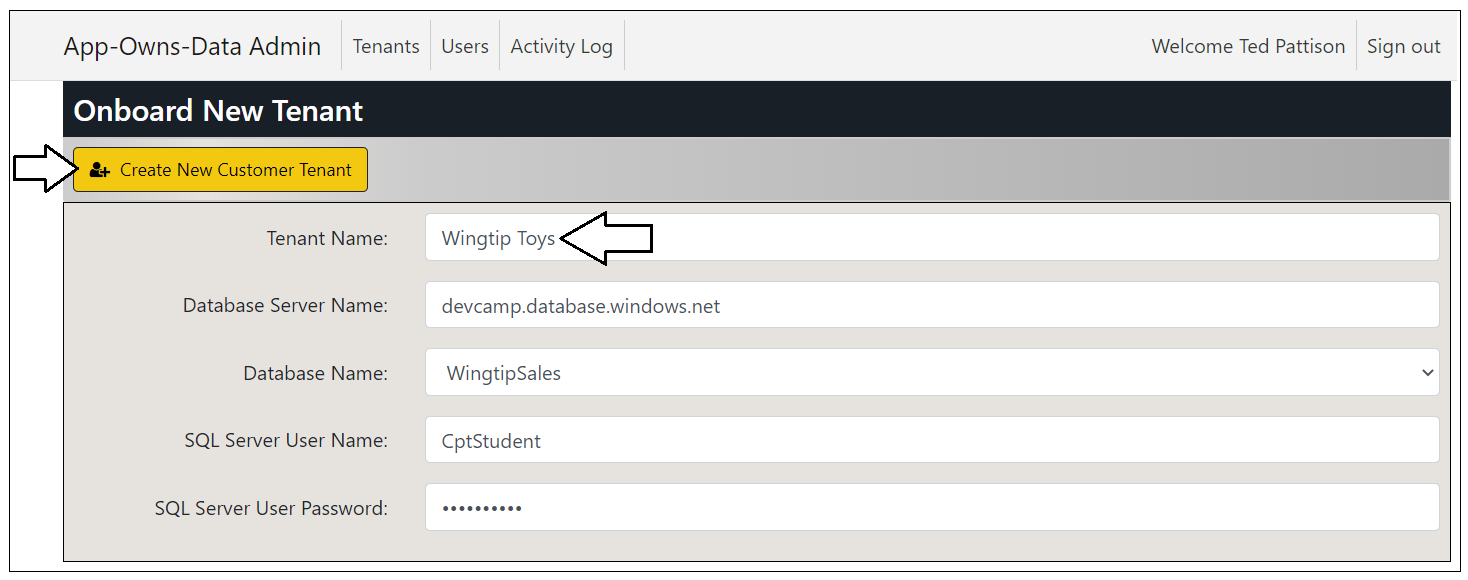 App-Owns-Data Admin Tenants Users Activity Log Welcome Ted Pattison Sign out
Onboard New Tenant
Create New Customer Tenant
Tenant Name: Wingtip Toys
Database Server Name: devcamp.database.windows.net
Database Name: WingtipSales
SQL Server User Name: CptStudent
SQL Server User Password: ••••••••••